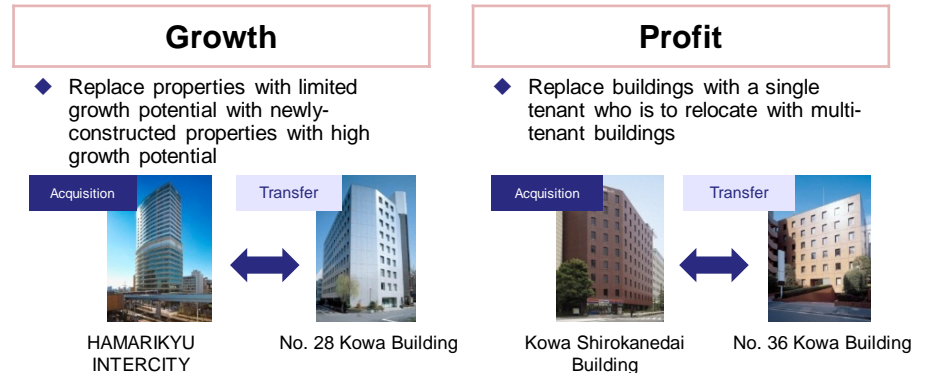 Growth
Replace properties with limited
growth potential with newly-
constructed properties with high
growth potential
Acquisition
Transfer
HAMARIKYU
INTERCITY
No. 28 Kowa Building
Profit
Replace buildings with a single
tenant who is to relocate with multi-
tenant buildings
Acquisition
Transfer
Kowa Shirokanedai
Building
No. 36 Kowa Building